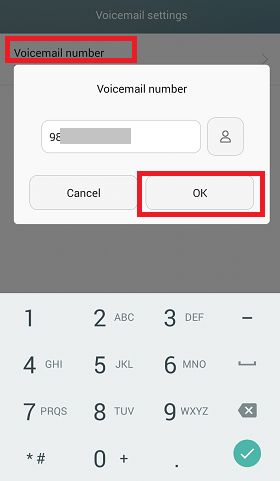 Voicemail settings
Voicemail number
Voicemail number
98
Cancel OK
1 2 ABC 3 DEF -
4 GHI 5 JKL 6 MNO
7 PRQS 8 TUV 9 WXYZ
* # 0 + .